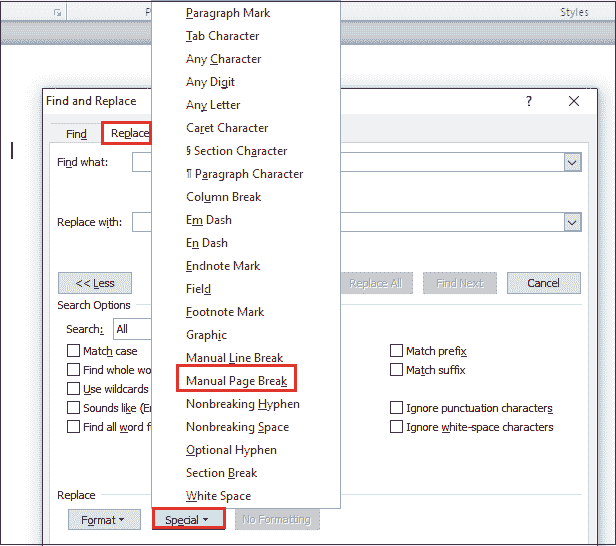 P
Styles
Paragraph Mark
Tab Character
Any Character
Any Digit
Any Letter
Caret Character
§ Section Character
¶ Paragraph Character
Column Break
Em Dash
En Dash
Endnote Mark
Field
Footnote Mark
Graphic
Manual Line Break
Manual Page Break
Nonbreaking Hyphen
Nonbreaking Space
Optional Hyphen
Section Break
White Space
Find and Replace
?
Find
Replace
Find what:
Replace with:
<< Less
Replace All
Find Next
Cancel
Search Options
Search: All
Match case
Find whole wo
Use wildcards
Sounds like (En
Find all word f
Match prefix
Match suffix
Ignore punctuation characters
Ignore white-space characters
Replace
Format
Special
No Formatting